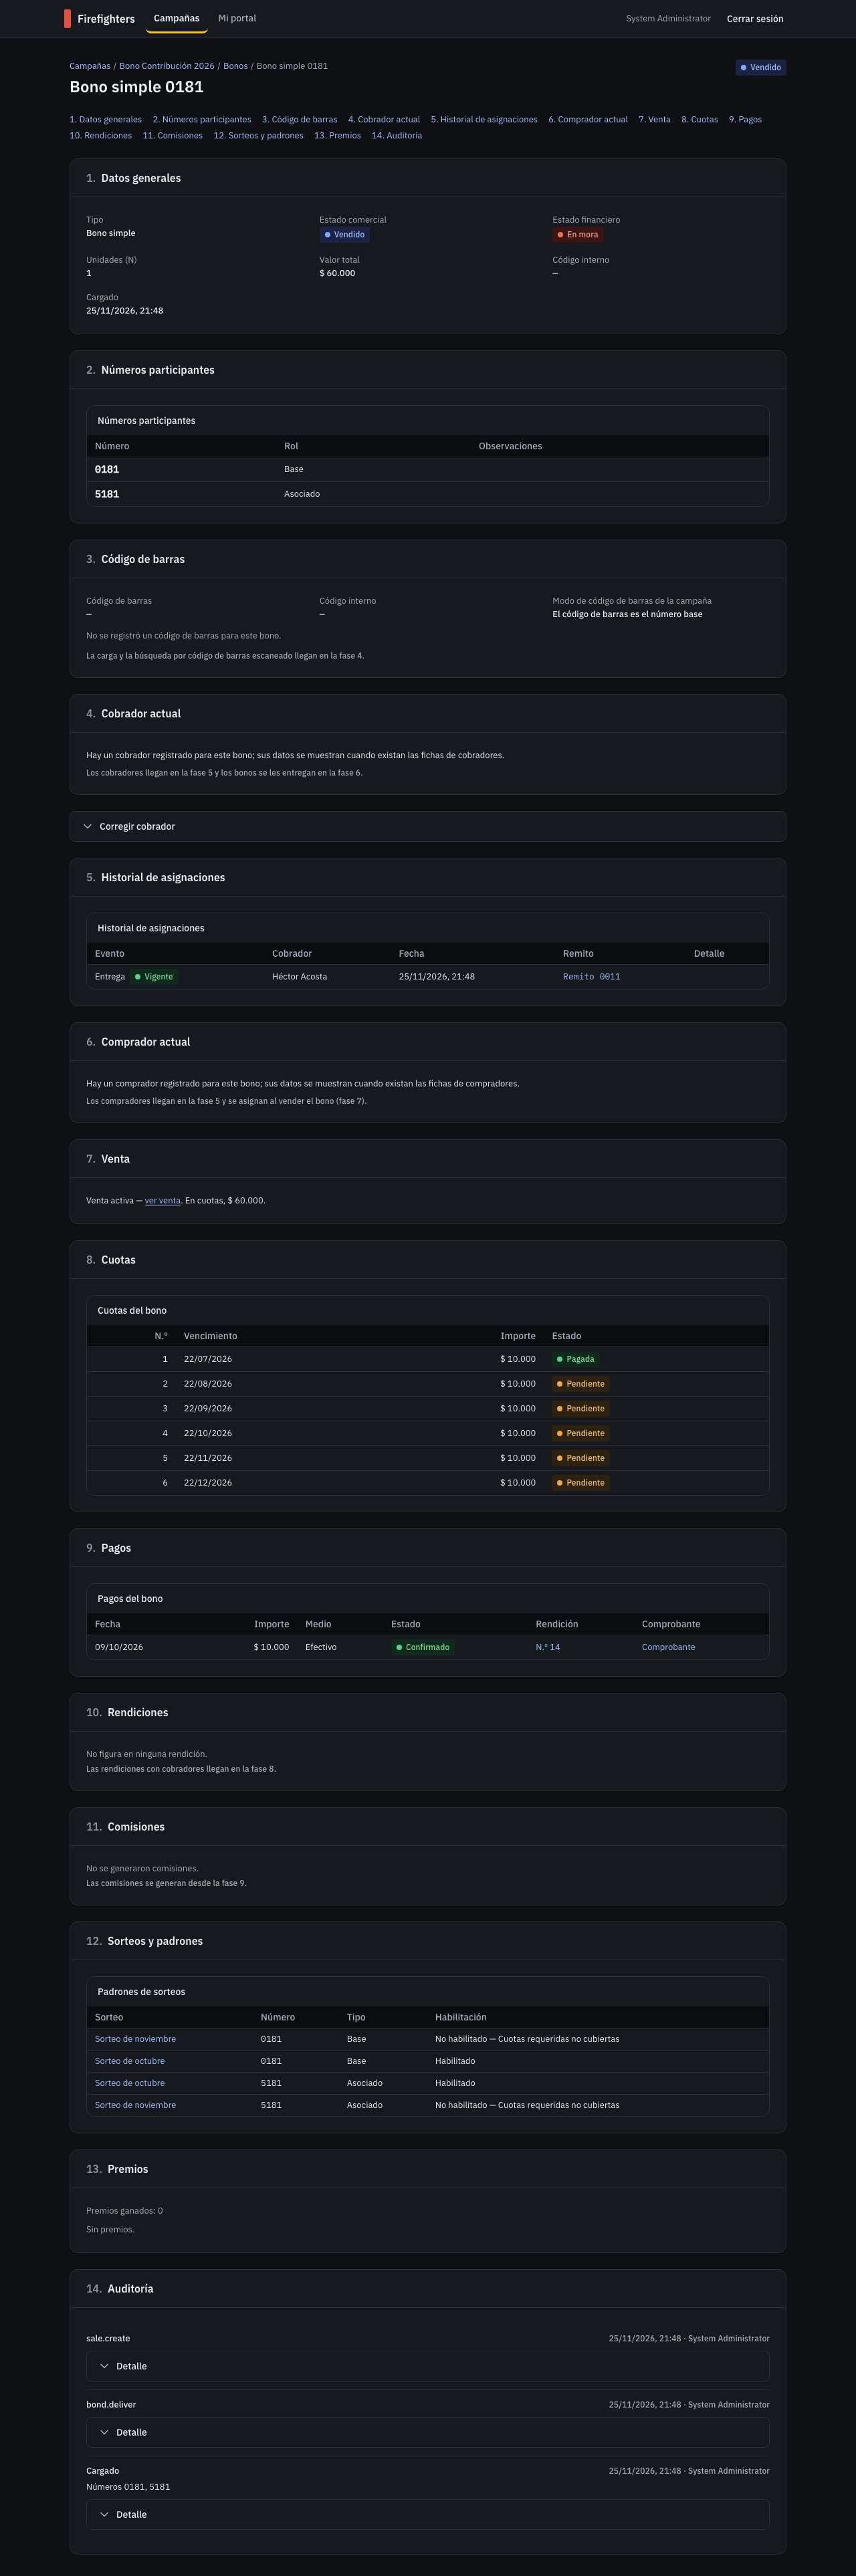 Firefighters Campañas Mi portal System Administrator Cerrar sesión
Campañas / Bono Contribución 2026 / Bonos / Bono simple 0181
Vendido
Bono simple 0181
1. Datos generales 2. Números participantes 3. Código de barras 4. Cobrador actual 5. Historial de asignaciones 6. Comprador actual 7. Venta 8. Cuotas 9. Pagos
10. Rendiciones 11. Comisiones 12. Sorteos y padrones 13. Premios 14. Auditoría
1. Datos generales
Tipo Estado comercial Estado financiero
Bono simple Vendido En mora
Unidades (N) Valor total Código interno
1 $ 60.000 —
Cargado
25/11/2026, 21:48
2. Números participantes
Números participantes
Número Rol Observaciones
0181 Base
5181 Asociado
3. Código de barras
Código de barras Código interno Modo de código de barras de la campaña
— — El código de barras es el número base
No se registró un código de barras para este bono.
La carga y la búsqueda por código de barras escaneado llegan en la fase 4.
4. Cobrador actual
Hay un cobrador registrado para este bono; sus datos se muestran cuando existan las fichas de cobradores.
Los cobradores llegan en la fase 5 y los bonos se les entregan en la fase 6.
Corregir cobrador
5. Historial de asignaciones
Historial de asignaciones
Evento Cobrador Fecha Remito Detalle
Entrega Vigente Héctor Acosta 25/11/2026, 21:48 Remito 0011
6. Comprador actual
Hay un comprador registrado para este bono; sus datos se muestran cuando existan las fichas de compradores.
Los compradores llegan en la fase 5 y se asignan al vender el bono (fase 7).
7. Venta
Venta activa — ver venta. En cuotas, $ 60.000.
8. Cuotas
Cuotas del bono
N.º Vencimiento Importe Estado
1 22/07/2026 $ 10.000 Pagada
2 22/08/2026 $ 10.000 Pendiente
3 22/09/2026 $ 10.000 Pendiente
4 22/10/2026 $ 10.000 Pendiente
5 22/11/2026 $ 10.000 Pendiente
6 22/12/2026 $ 10.000 Pendiente
9. Pagos
Pagos del bono
Fecha Importe Medio Estado Rendición Comprobante
09/10/2026 $ 10.000 Efectivo Confirmado N.º 14 Comprobante
10. Rendiciones
No figura en ninguna rendición.
Las rendiciones con cobradores llegan en la fase 8.
11. Comisiones
No se generaron comisiones.
Las comisiones se generan desde la fase 9.
12. Sorteos y padrones
Padrones de sorteos
Sorteo Número Tipo Habilitación
Sorteo de noviembre 0181 Base No habilitado — Cuotas requeridas no cubiertas
Sorteo de octubre 0181 Base Habilitado
Sorteo de octubre 5181 Asociado Habilitado
Sorteo de noviembre 5181 Asociado No habilitado — Cuotas requeridas no cubiertas
13. Premios
Premios ganados: 0
Sin premios.
14. Auditoría
sale.create 25/11/2026, 21:48 · System Administrator
Detalle
bond.deliver 25/11/2026, 21:48 · System Administrator
Detalle
Cargado 25/11/2026, 21:48 · System Administrator
Números 0181, 5181
Detalle